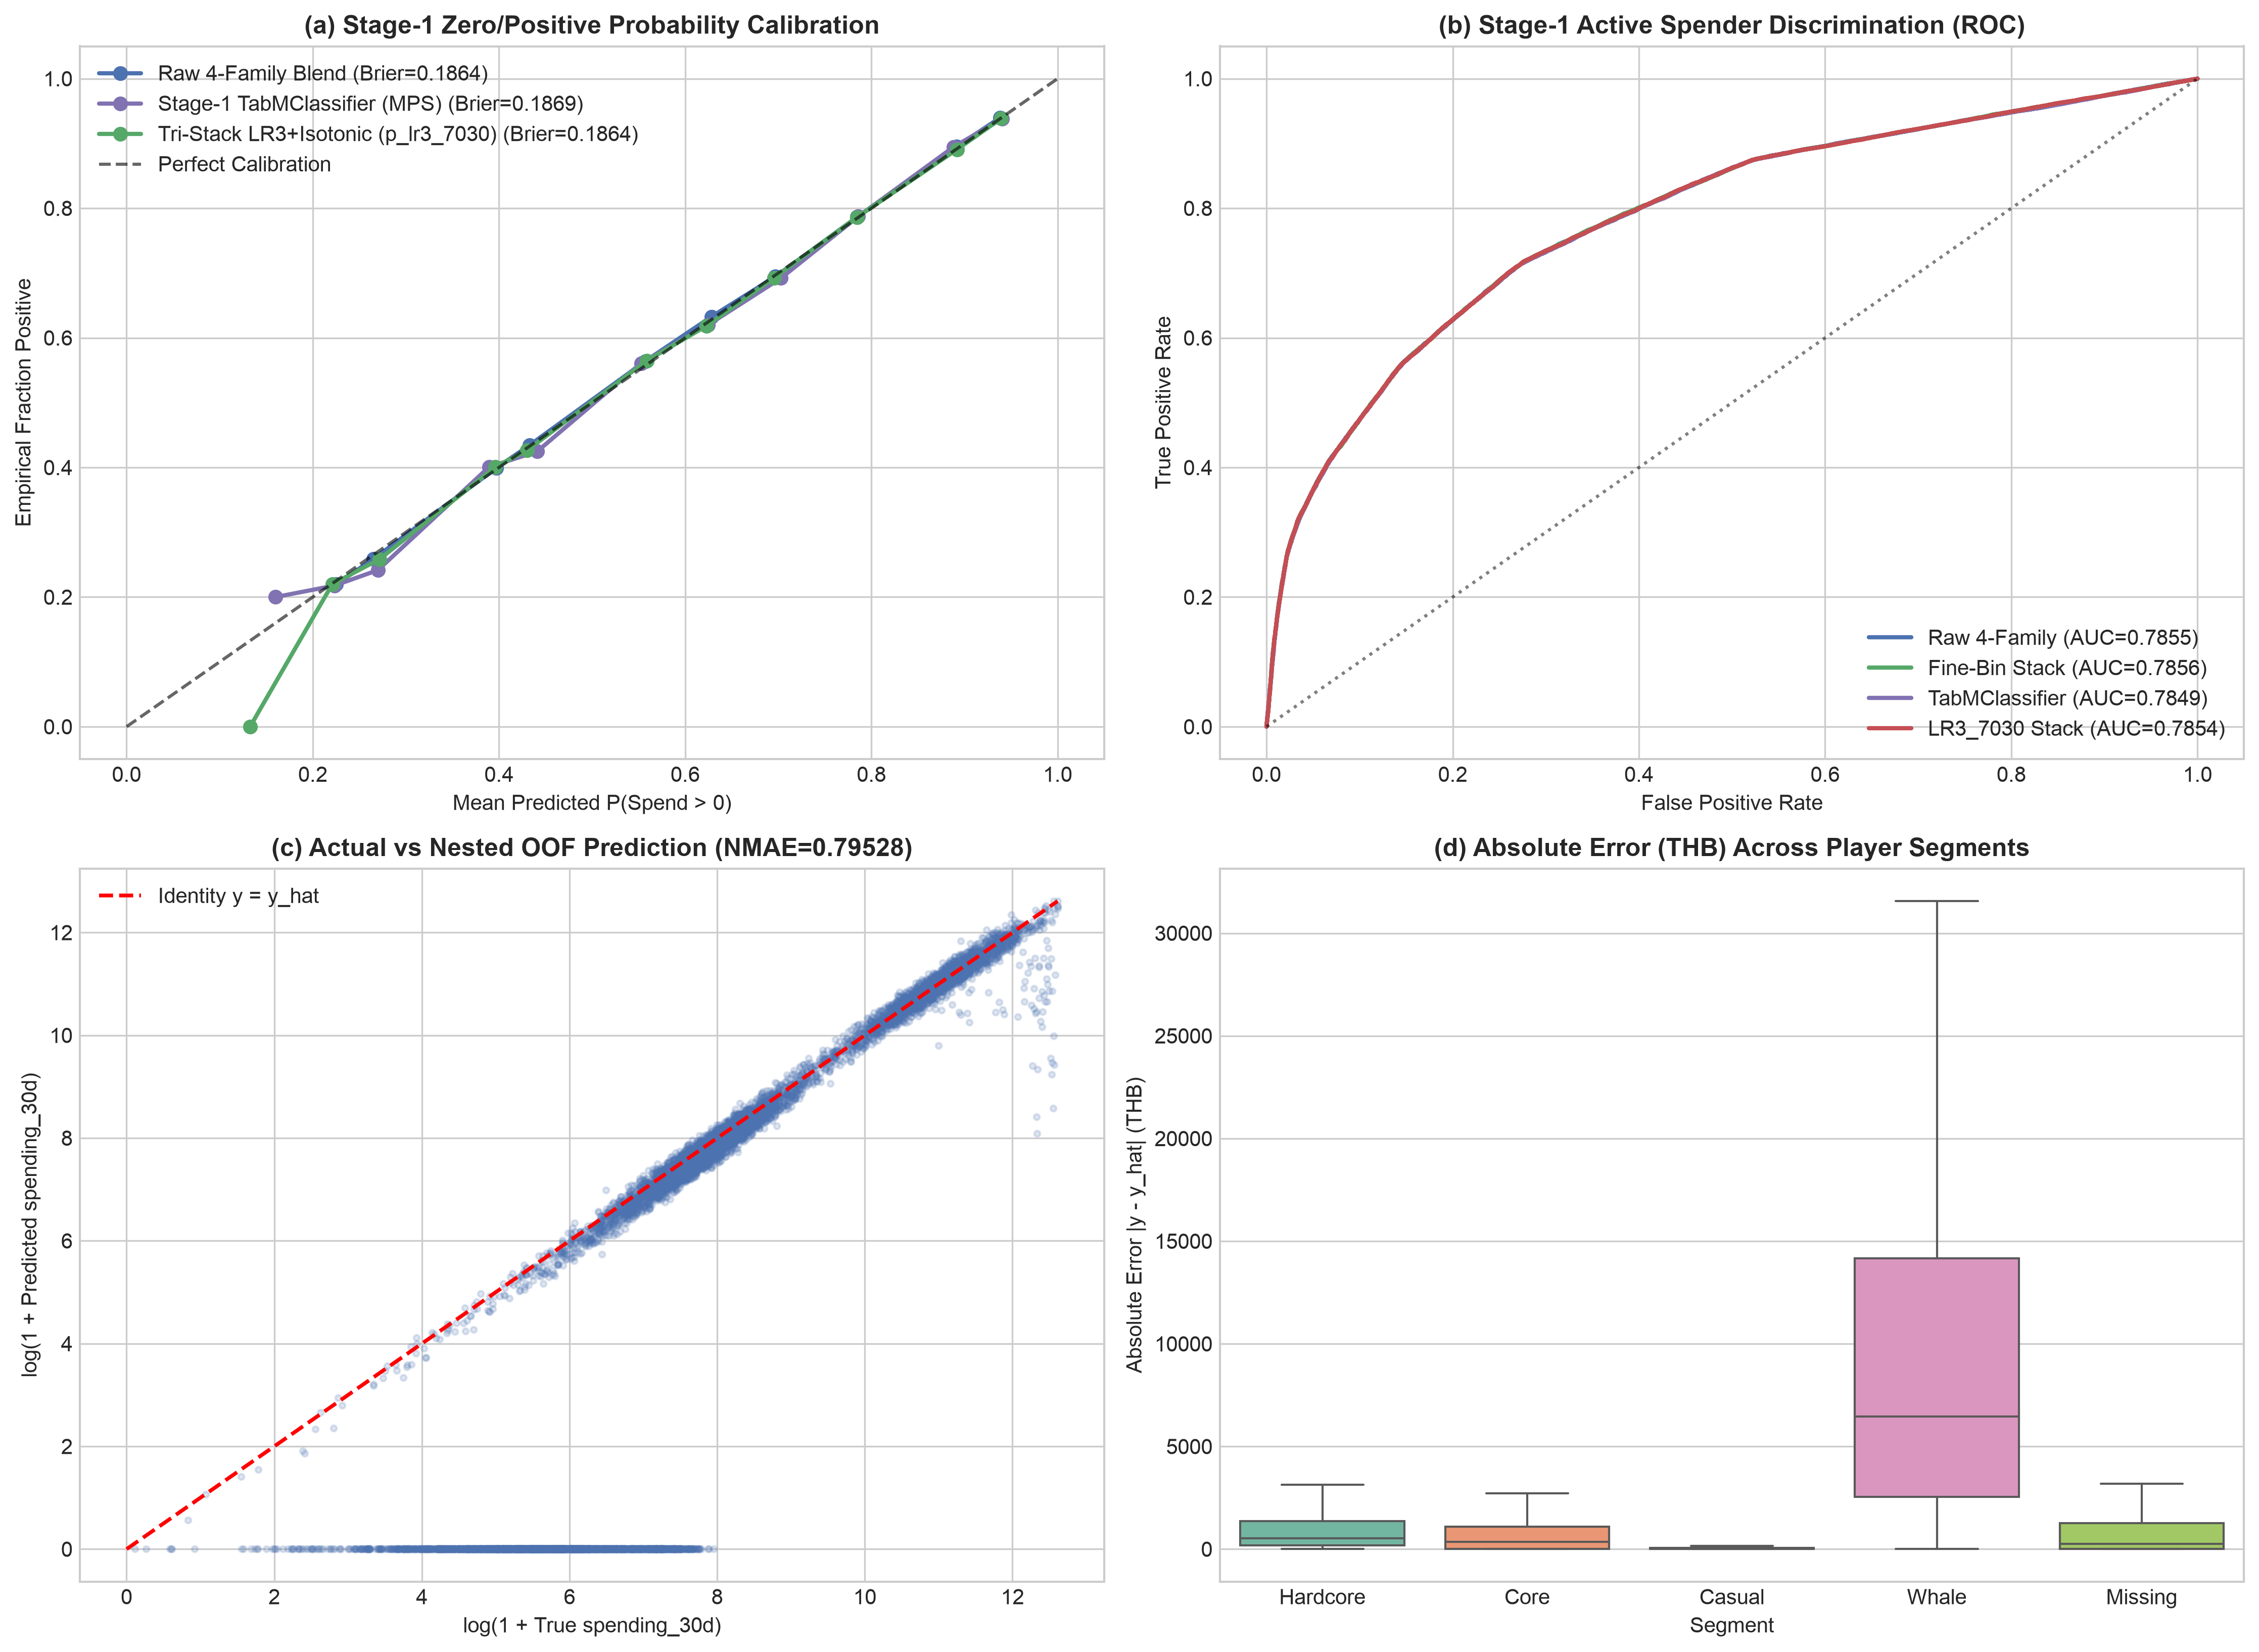 (a) Stage-1 Zero/Positive Probability Calibration
Raw 4-Family Blend (Brier=0.1864)
Stage-1 TabMClassifier (MPS) (Brier=0.1869)
Tri-Stack LR3+Isotonic (p_lr3_7030) (Brier=0.1864)
Perfect Calibration
Empirical Fraction Positive
1.0
0.8
0.6
0.4
0.2
0.0
0.0 0.2 0.4 0.6 0.8 1.0
Mean Predicted P(Spend > 0)
(b) Stage-1 Active Spender Discrimination (ROC)
True Positive Rate
1.0
0.8
0.6
0.4
0.2
0.0
Raw 4-Family (AUC=0.7855)
Fine-Bin Stack (AUC=0.7856)
TabMClassifier (AUC=0.7849)
LR3_7030 Stack (AUC=0.7854)
0.0 0.2 0.4 0.6 0.8 1.0
False Positive Rate
(c) Actual vs Nested OOF Prediction (NMAE=0.79528)
Identity y = y_hat
log(1 + Predicted spending_30d)
12
10
8
6
4
2
0
0 2 4 6 8 10 12
log(1 + True spending_30d)
(d) Absolute Error (THB) Across Player Segments
Absolute Error |y - y_hat| (THB)
30000
25000
20000
15000
10000
5000
0
Hardcore Core Casual Whale Missing
Segment